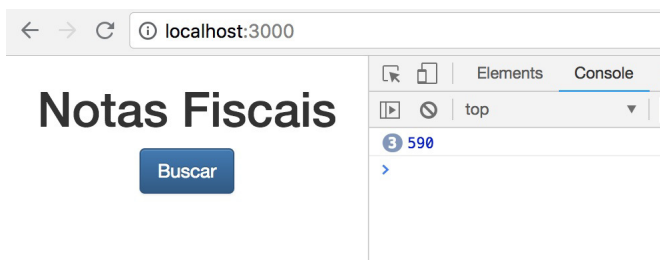 localhost:3000
Elements Console
Notas Fiscais
top
3 590
Buscar